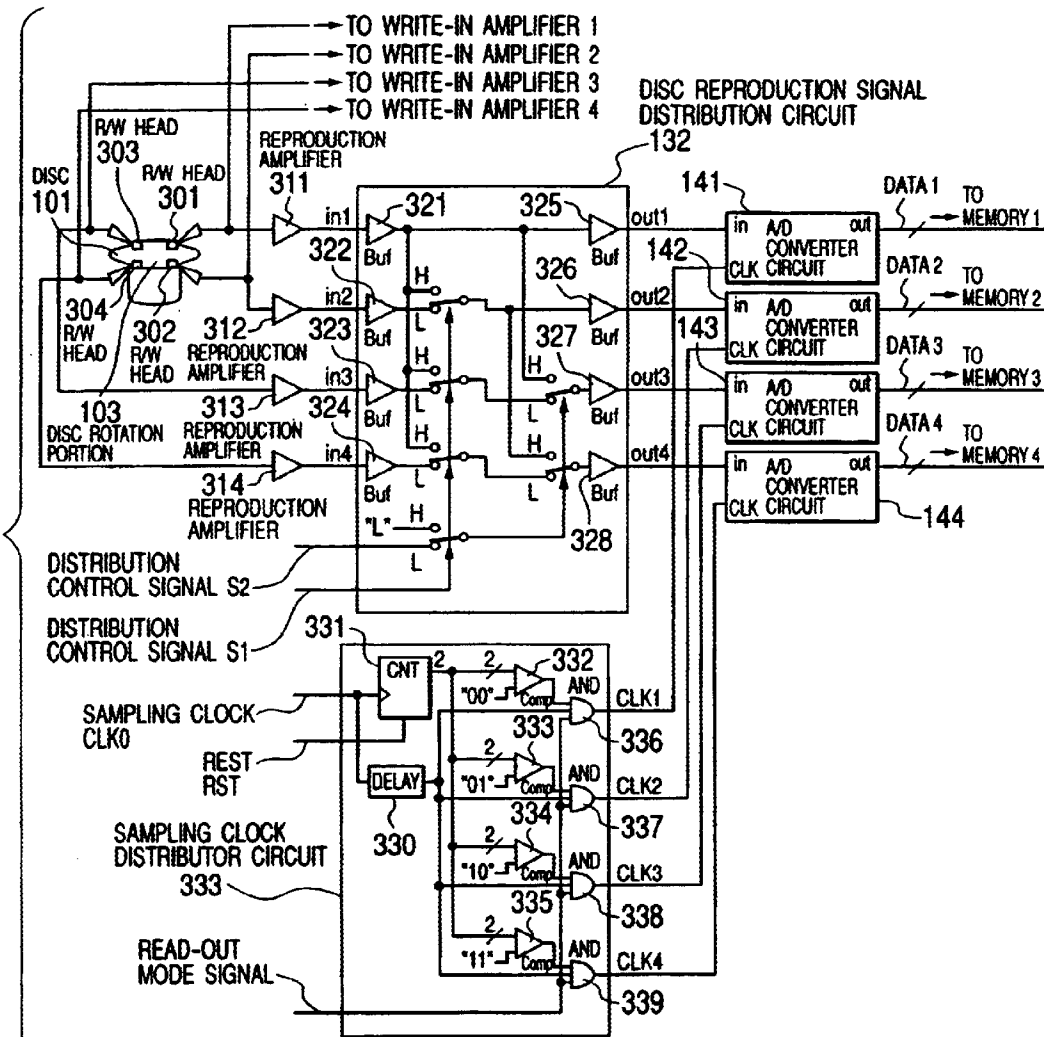 TO WRITE-IN AMPLIFIER 1
TO WRITE-IN AMPLIFIER 2
TO WRITE-IN AMPLIFIER 3
TO WRITE-IN AMPLIFIER 4
DISC REPRODUCTION SIGNAL
DISTRIBUTION CIRCUIT
132
R/W HEAD
303
REPRODUCTION
AMPLIFIER
311
DISC
101
R/W HEAD
301
in1
321
Buf
325
Buf
out1
141
in
A/D
CONVERTER
CIRCUIT
out
CLK
DATA 1
TO
MEMORY 1
304
R/W
HEAD
302
R/W HEAD
312
REPRODUCTION
AMPLIFIER
in2
322
Buf
H
L
326
Buf
out2
142
in
A/D
CONVERTER
CIRCUIT
out
CLK
DATA 2
TO
MEMORY 2
103
DISC ROTATION
PORTION
313
REPRODUCTION
AMPLIFIER
in3
323
Buf
H
L
H
L
327
Buf
out3
143
in
A/D
CONVERTER
CIRCUIT
out
CLK
DATA 3
TO
MEMORY 3
314
REPRODUCTION
AMPLIFIER
in4
324
Buf
H
L
H
L
Buf
328
out4
in
A/D
CONVERTER
CIRCUIT
out
CLK
144
DATA 4
TO
MEMORY 4
"L"
H
L
DISTRIBUTION
CONTROL SIGNAL S2
DISTRIBUTION
CONTROL SIGNAL S1
331
CNT
2
2
332
"00"
Comp
AND
CLK1
336
SAMPLING CLOCK
CLK0
REST
RST
DELAY
330
2
333
"01"
Comp
AND
CLK2
337
SAMPLING CLOCK
DISTRIBUTOR CIRCUIT
333
2
334
"10"
Comp
AND
CLK3
338
READ-OUT
MODE SIGNAL
2
335
"11"
Comp
AND
CLK4
339